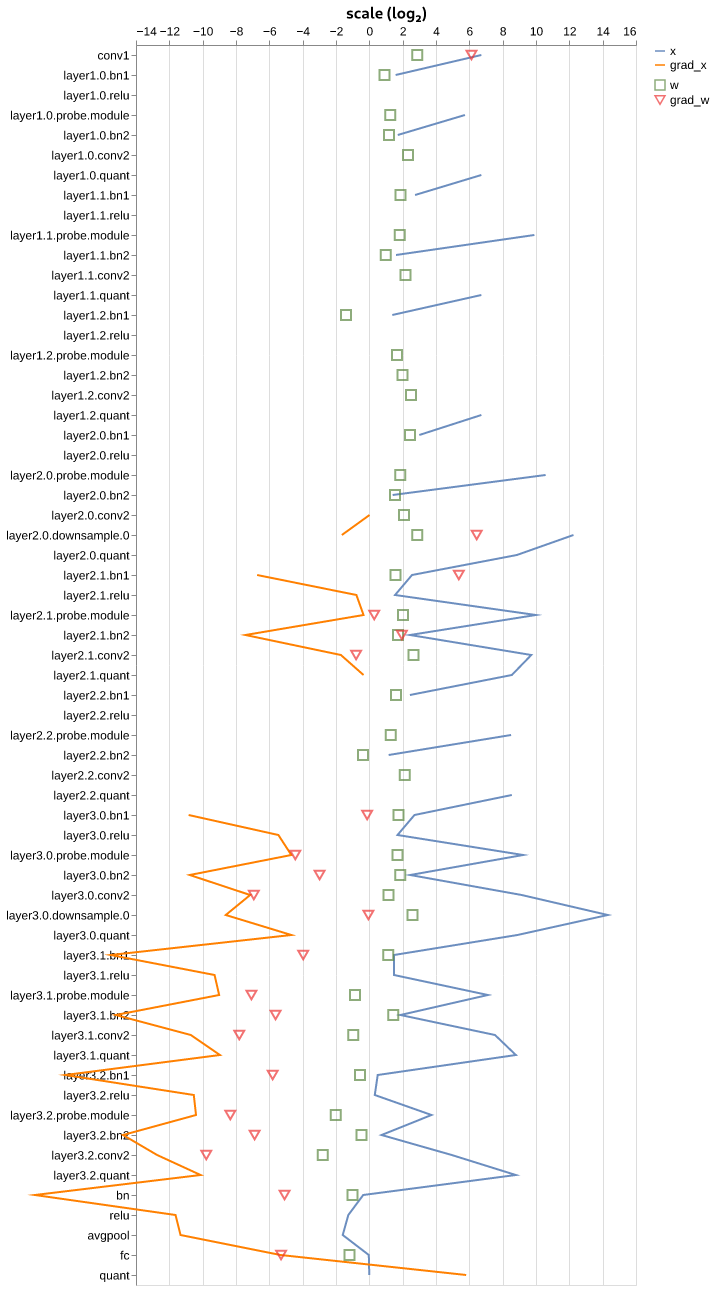 scale (log₂)
−14 −12 −10 −8 −6 −4 −2 0 2 4 6 8 10 12 14 16
x
grad_x
w
grad_w
conv1
layer1.0.bn1
layer1.0.relu
layer1.0.probe.module
layer1.0.bn2
layer1.0.conv2
layer1.0.quant
layer1.1.bn1
layer1.1.relu
layer1.1.probe.module
layer1.1.bn2
layer1.1.conv2
layer1.1.quant
layer1.2.bn1
layer1.2.relu
layer1.2.probe.module
layer1.2.bn2
layer1.2.conv2
layer1.2.quant
layer2.0.bn1
layer2.0.relu
layer2.0.probe.module
layer2.0.bn2
layer2.0.conv2
layer2.0.downsample.0
layer2.0.quant
layer2.1.bn1
layer2.1.relu
layer2.1.probe.module
layer2.1.bn2
layer2.1.conv2
layer2.1.quant
layer2.2.bn1
layer2.2.relu
layer2.2.probe.module
layer2.2.bn2
layer2.2.conv2
layer2.2.quant
layer3.0.bn1
layer3.0.relu
layer3.0.probe.module
layer3.0.bn2
layer3.0.conv2
layer3.0.downsample.0
layer3.0.quant
layer3.1.bn1
layer3.1.relu
layer3.1.probe.module
layer3.1.bn2
layer3.1.conv2
layer3.1.quant
layer3.2.bn1
layer3.2.relu
layer3.2.probe.module
layer3.2.bn2
layer3.2.conv2
layer3.2.quant
bn
relu
avgpool
fc
quant